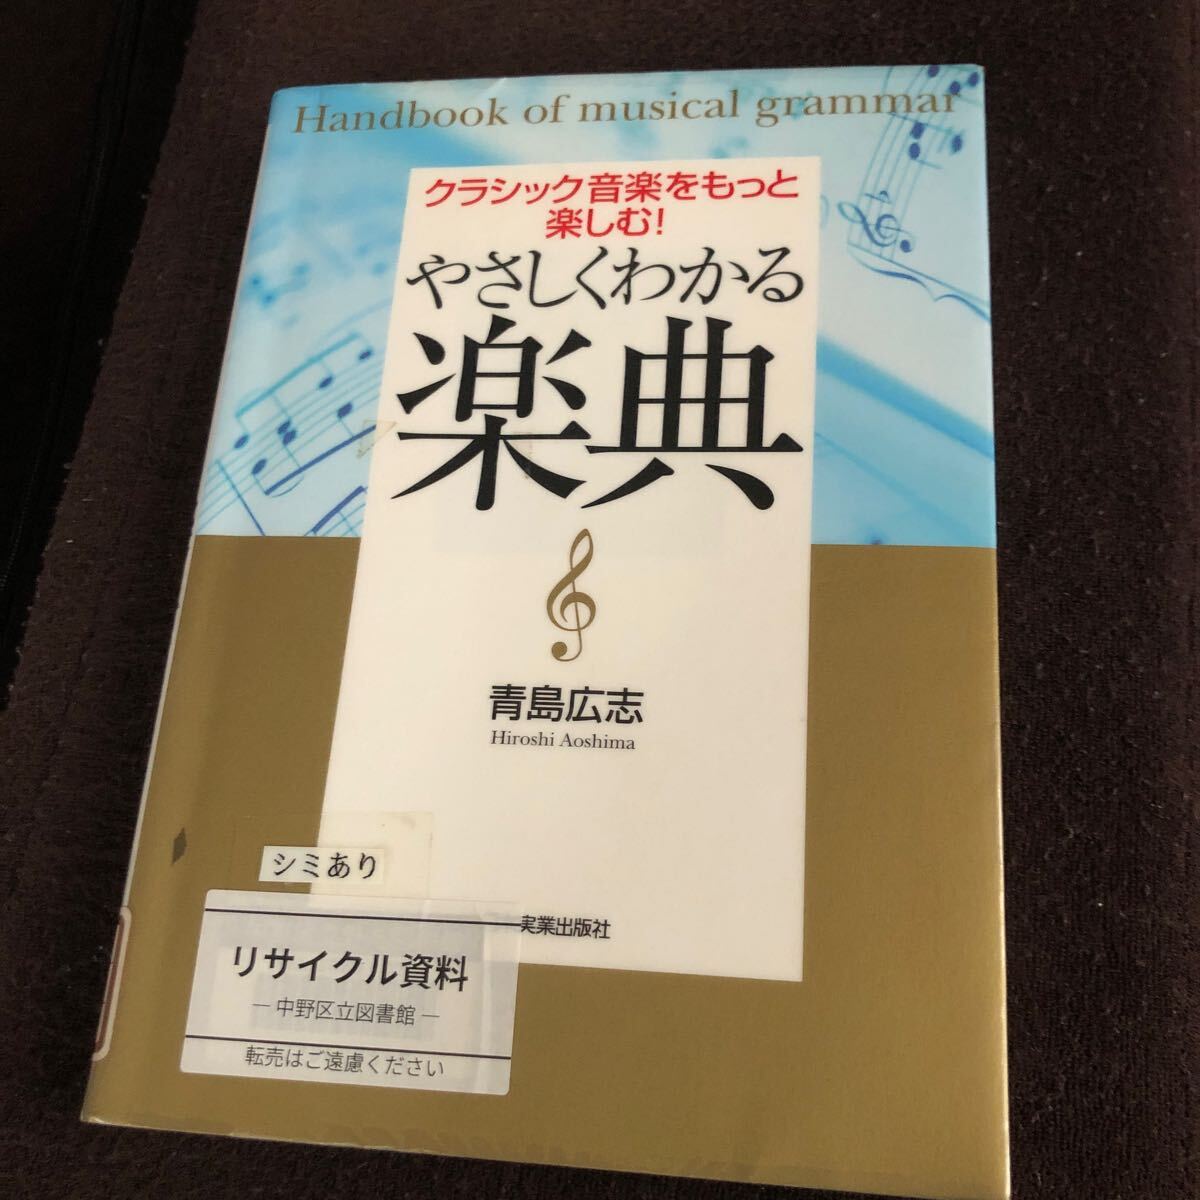 Handbook of musical grammar
クラシック音楽をもっと
楽しむ!
やさしくわかる
楽典
青島広志
Hiroshi Aoshima
シミあり
実業出版社
リサイクル資料
― 中野区立図書館 ―
転売はご遠慮ください